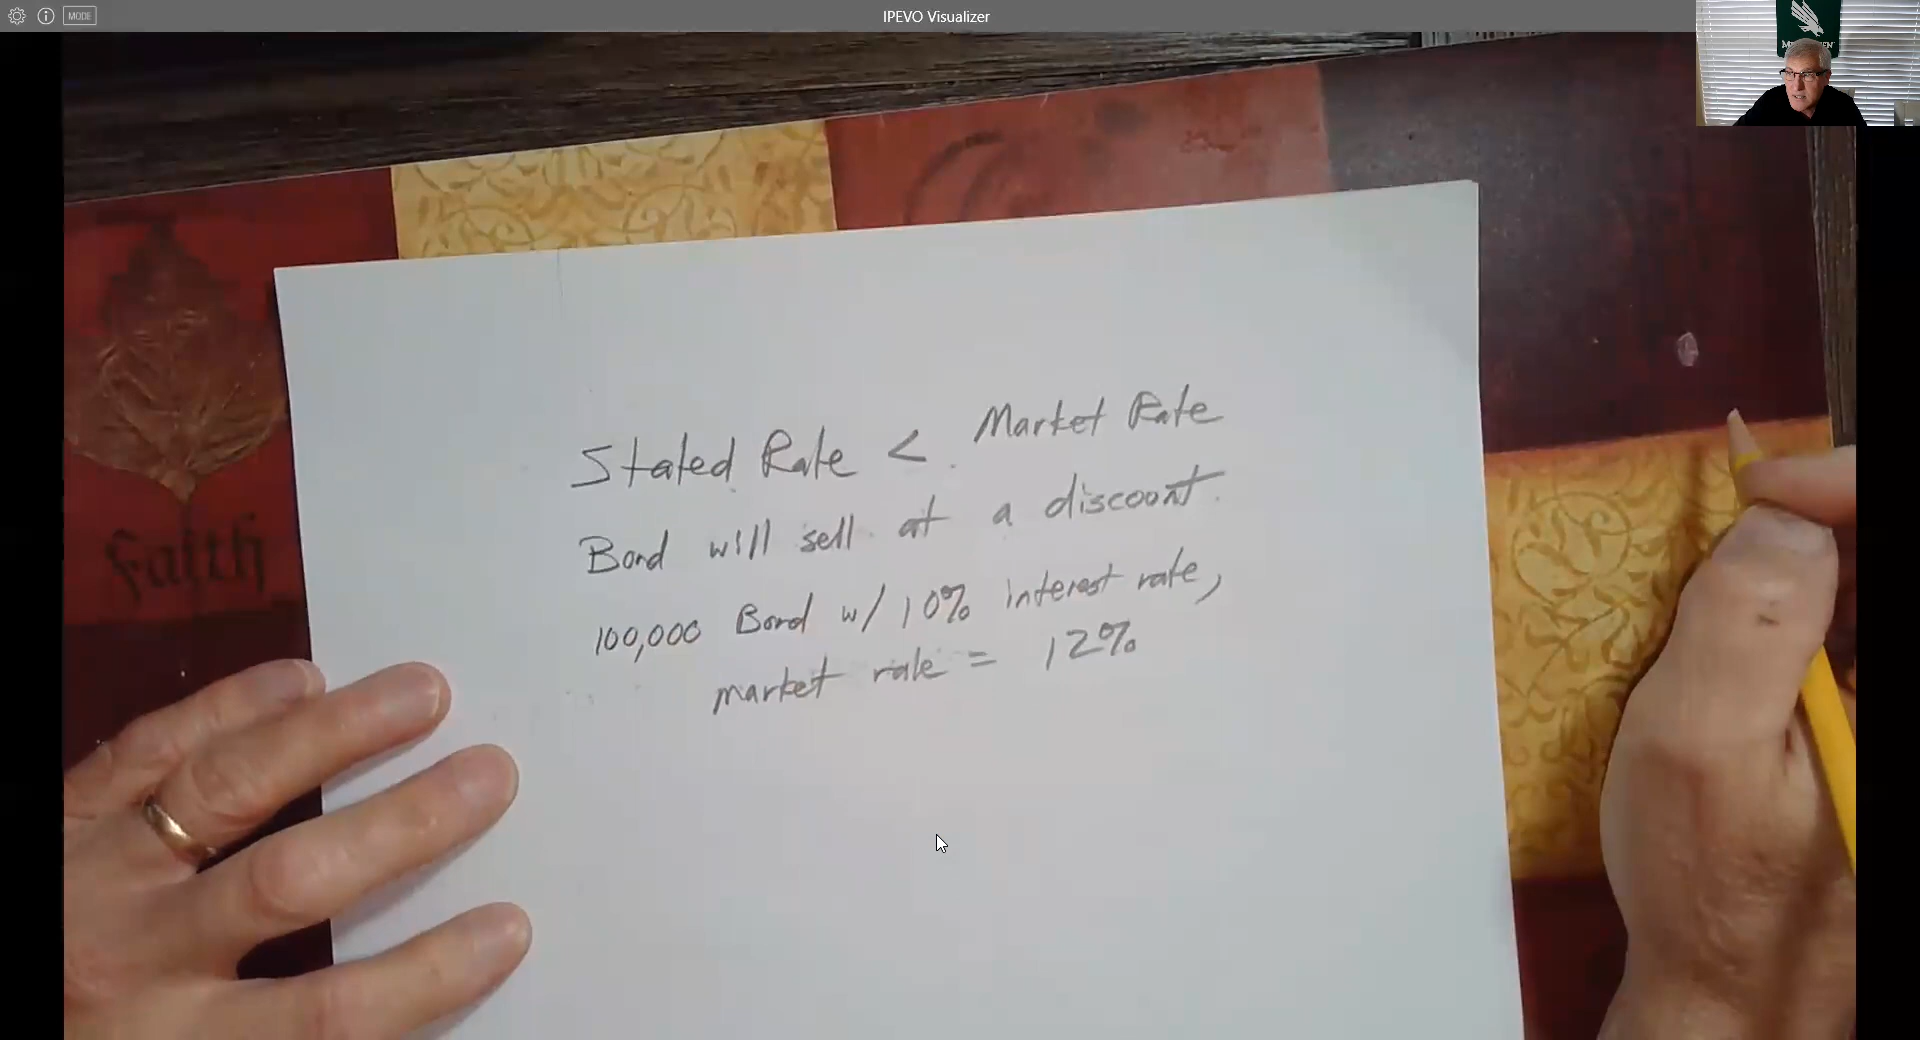 MODE
IPEVO Visualizer
Stated Rate < Market Rate
Bond will sell at a discount.
100,000 Bond w/ 10% interest rate,
market rate = 12%
Faith